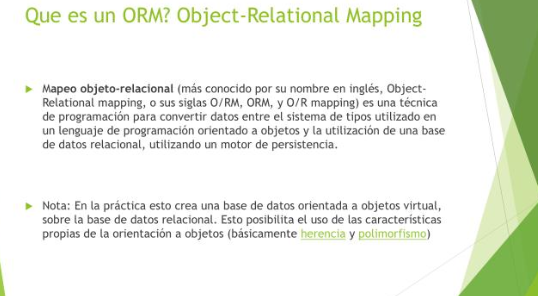 Que es un ORM? Object-Relational Mapping
Mapeo objeto-relacional (más conocido por su nombre en inglés, Object-
Relational mapping, o sus siglas O/RM, ORM, y O/R mapping) es una técnica
de programación para convertir datos entre el sistema de tipos utilizado en
un lenguaje de programación orientado a objetos y la utilización de una base
de datos relacional, utilizando un motor de persistencia.
Nota: En la práctica esto crea una base de datos orientada a objetos virtual,
sobre la base de datos relacional. Esto posibilita el uso de las características
propias de la orientación a objetos (básicamente herencia y polimorfismo)